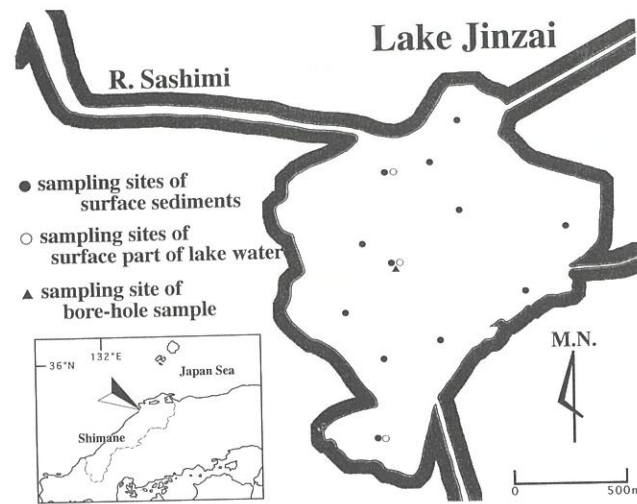 Lake Jinzai
R. Sashimi
sampling sites of
surface sediments
sampling sites of
surface part of lake water
sampling site of
bore-hole sample
132°E
36°N
Japan Sea
Shimane
M.N.
0
500m